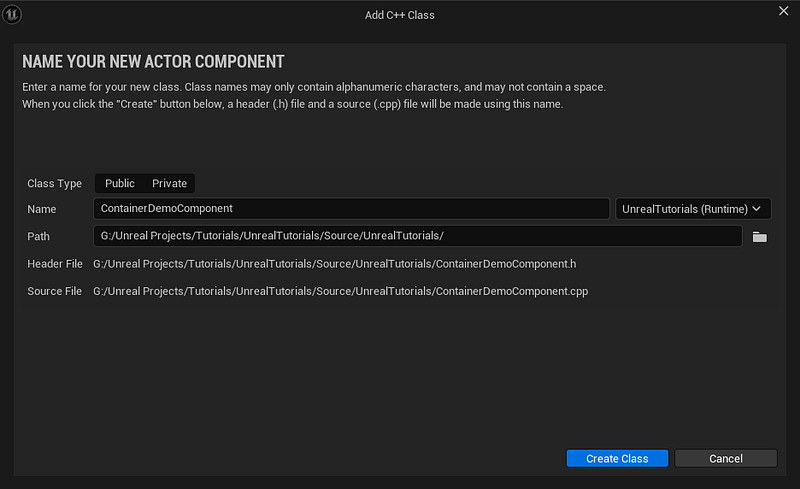 Add C++ Class
NAME YOUR NEW ACTOR COMPONENT
Enter a name for your new class. Class names may only contain alphanumeric characters, and may not contain a space.
When you click the "Create" button below, a header (.h) file and a source (.cpp) file will be made using this name.
Class Type Public Private
Name ContainerDemoComponent UnrealTutorials (Runtime)
Path G:/Unreal Projects/Tutorials/UnrealTutorials/Source/UnrealTutorials/
Header File G:/Unreal Projects/Tutorials/UnrealTutorials/Source/UnrealTutorials/ContainerDemoComponent.h
Source File G:/Unreal Projects/Tutorials/UnrealTutorials/Source/UnrealTutorials/ContainerDemoComponent.cpp
Create Class Cancel